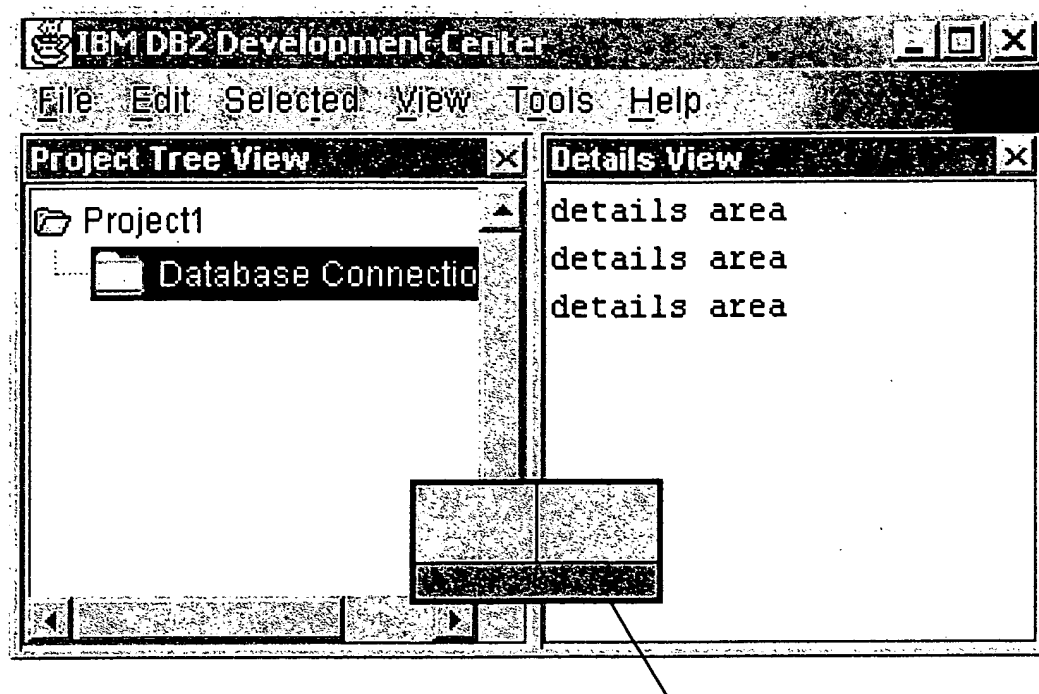 IBM DB2 Development Center
File Edit Selected View Tools Help
Project Tree View
Project1
Database Connectio
Details View
details area
details area
details area